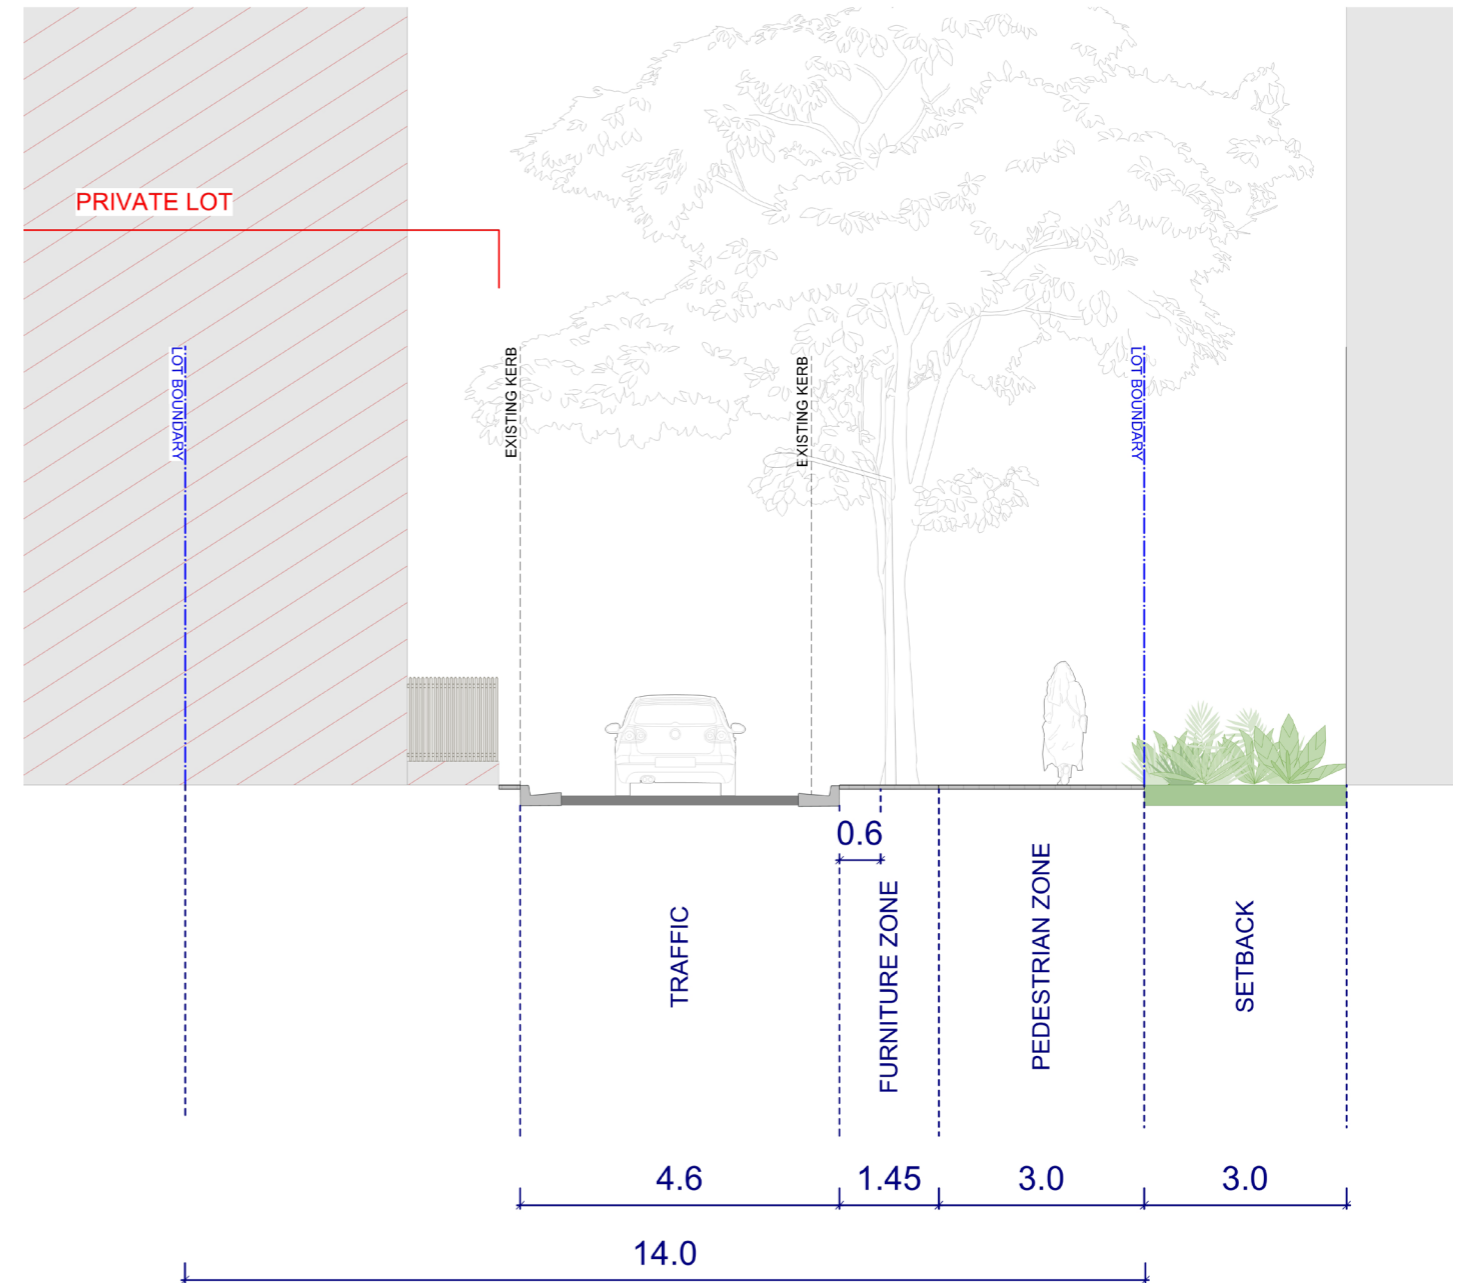 PRIVATE LOT
LOT BOUNDARY
EXISTING KERB
EXISTING KERB
LOT BOUNDARY
0.6
TRAFFIC
FURNITURE ZONE
PEDESTRIAN ZONE
SETBACK
4.6
1.45
3.0
3.0
14.0